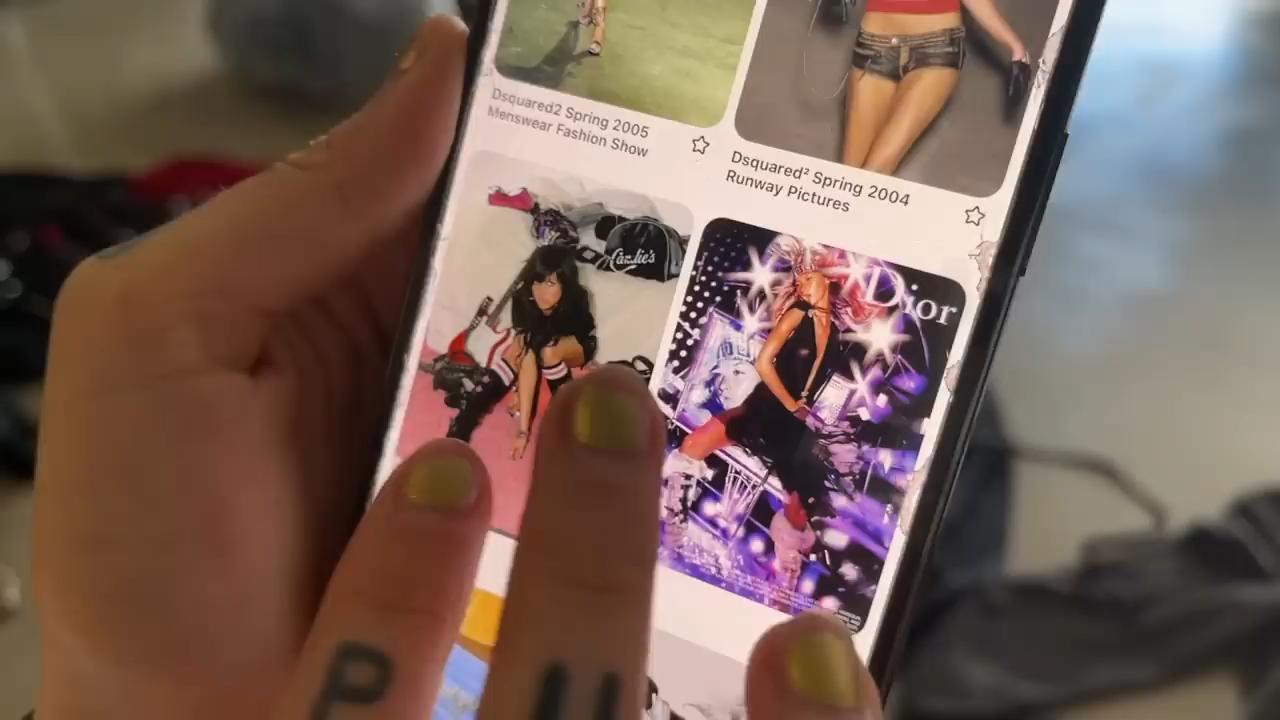 Dsquared2 Spring 2005
Menswear Fashion Show
Dsquared² Spring 2004
Runway Pictures
Candie's
Dior
P